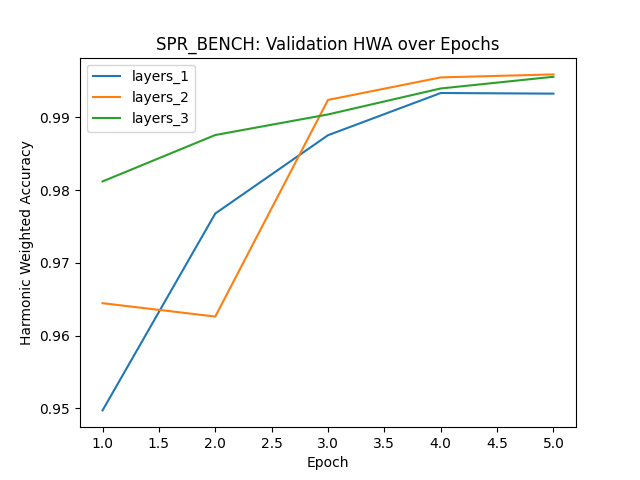 SPR_BENCH: Validation HWA over Epochs
layers_1
layers_2
layers_3
Harmonic Weighted Accuracy
0.99
0.98
0.97
0.96
0.95
1.0 1.5 2.0 2.5 3.0 3.5 4.0 4.5 5.0
Epoch